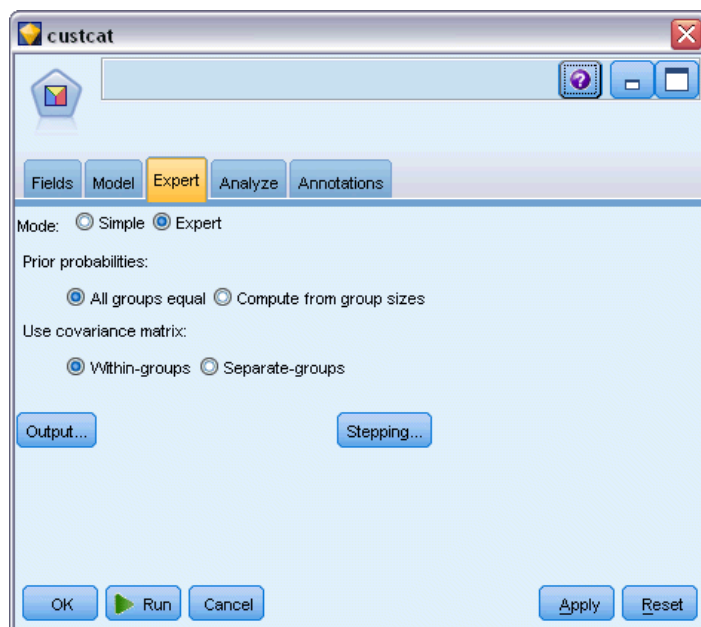 custcat
Fields Model Expert Analyze Annotations
Mode: Simple Expert
Prior probabilities:
All groups equal Compute from group sizes
Use covariance matrix:
Within-groups Separate-groups
Output... Stepping...
OK Run Cancel Apply Reset